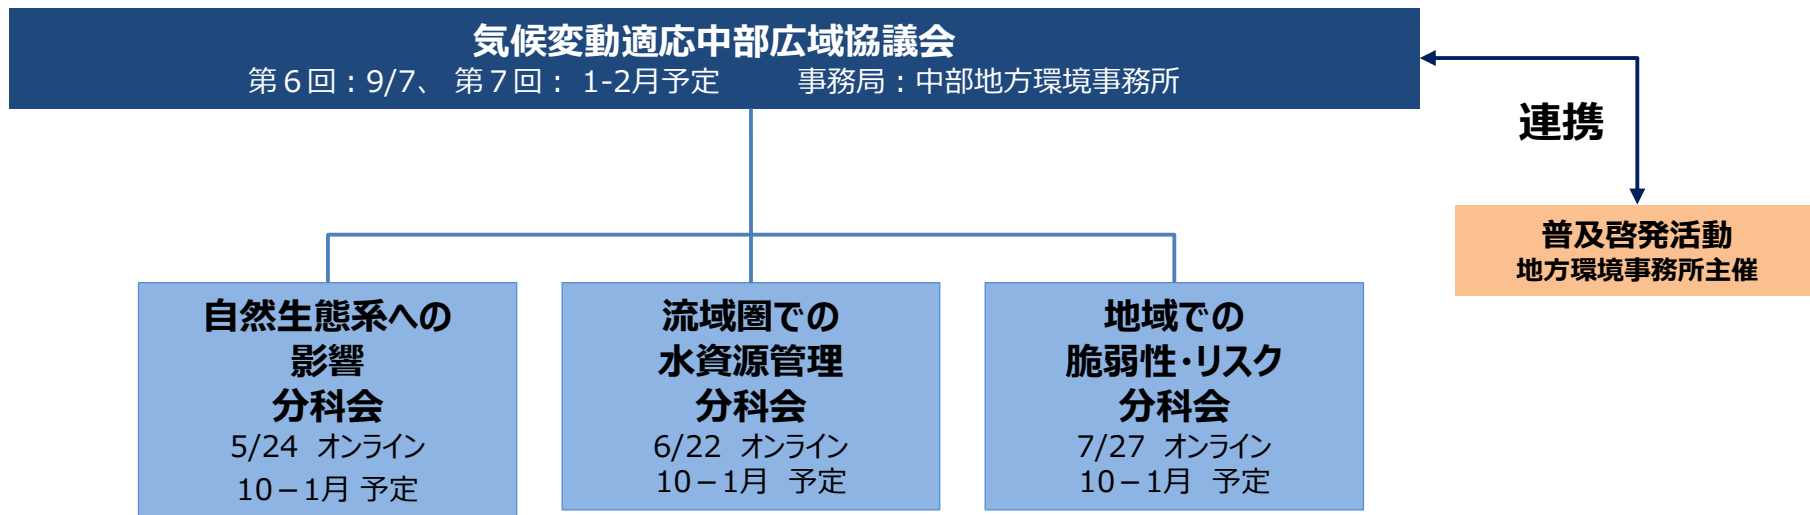 気候変動適応中部広域協議会
第６回：9/7、 第７回： 1-2月予定　　事務局：中部地方環境事務所
連携
普及啓発活動
地方環境事務所主催
自然生態系への
影響
分科会
5/24 オンライン
10－1月 予定
流域圏での
水資源管理
分科会
6/22 オンライン
10－1月 予定
地域での
脆弱性・リスク
分科会
7/27 オンライン
10－1月 予定